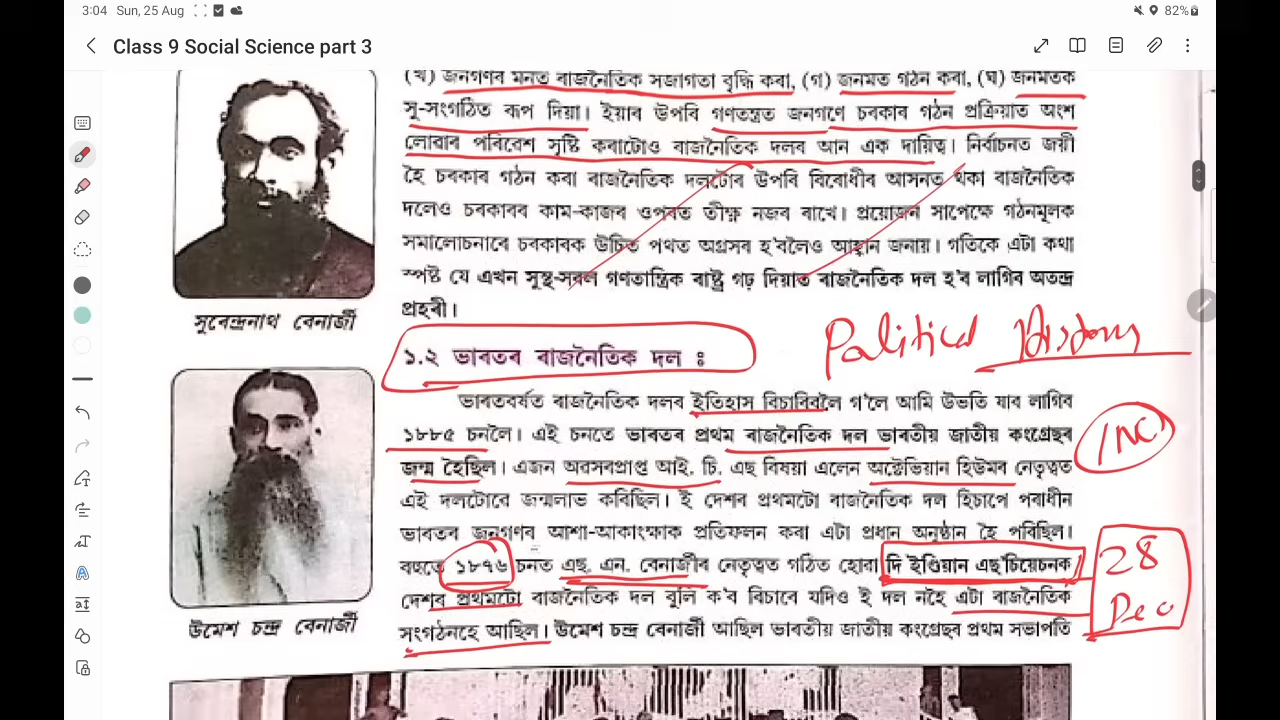 3:04 Sun, 25 Aug
82%
Class 9 Social Science part 3
(খ) জনগণৰ মনত ৰাজনৈতিক সজাগতা বৃদ্ধি কৰা, (গ) জনমত গঠন কৰা, (ঘ) জনমতক
সু-সংগঠিত ৰূপ দিয়া। ইয়াৰ উপৰি গণতন্ত্ৰত জনগণে চৰকাৰ গঠন প্ৰক্ৰিয়াত অংশ
লোৱাৰ পৰিৱেশ সৃষ্টি কৰাটোও ৰাজনৈতিক দলৰ আন এক দায়িত্ব। নিৰ্বাচনত জয়ী
হৈ চৰকাৰ গঠন কৰা ৰাজনৈতিক দলটোৰ উপৰি বিৰোধীৰ আসনত থকা ৰাজনৈতিক
দলেও চৰকাৰৰ কাম-কাজৰ ওপৰত তীক্ষ্ণ নজৰ ৰাখে। প্ৰয়োজন সাপেক্ষে গঠনমূলক
সমালোচনাৰে চৰকাৰক উচিত পথত অগ্ৰসৰ হ'বলৈও আহ্বান জনায়। গতিকে এটা কথা
স্পষ্ট যে এখন সুস্থ-সবল গণতান্ত্ৰিক ৰাষ্ট্ৰ গঢ় দিয়াত ৰাজনৈতিক দল হ'ব লাগিব অতন্দ্ৰ
প্ৰহৰী।
সুৰেন্দ্ৰনাথ বেনাৰ্জী
Palitical History
১.২ ভাৰতৰ ৰাজনৈতিক দল ঃ
ভাৰতবৰ্ষত ৰাজনৈতিক দলৰ ইতিহাস বিচাৰিবলৈ গ'লে আমি উভতি যাব লাগিব
১৮৮৫ চনলৈ। এই চনতে ভাৰতৰ প্ৰথম ৰাজনৈতিক দল ভাৰতীয় জাতীয় কংগ্ৰেছৰ
INC
জন্ম হৈছিল। এজন অৱসৰপ্ৰাপ্ত আই. চি. এছ বিষয়া এলেন অক্টেভিয়ান হিউমৰ নেতৃত্বত
এই দলটোৱে জন্মলাভ কৰিছিল। ই দেশৰ প্ৰথমটো ৰাজনৈতিক দল হিচাপে পৰাধীন
ভাৰতৰ জনগণৰ আশা-আকাংক্ষাক প্ৰতিফলন কৰা এটা প্ৰধান অনুষ্ঠান হৈ পৰিছিল।
বহুতে ১৮৭৬ চনত এছ. এন. বেনাৰ্জীৰ নেতৃত্বত গঠিত হোৱা দি ইণ্ডিয়ান এছ'চিয়েচনক
28
দেশৰ প্ৰথমটো ৰাজনৈতিক দল বুলি ক'ব বিচাৰে যদিও ই দল নহৈ এটা ৰাজনৈতিক
Dec
সংগঠনহে আছিল। উমেশ চন্দ্ৰ বেনাৰ্জী আছিল ভাৰতীয় জাতীয় কংগ্ৰেছৰ প্ৰথম সভাপতি
উমেশ চন্দ্ৰ বেনাৰ্জী